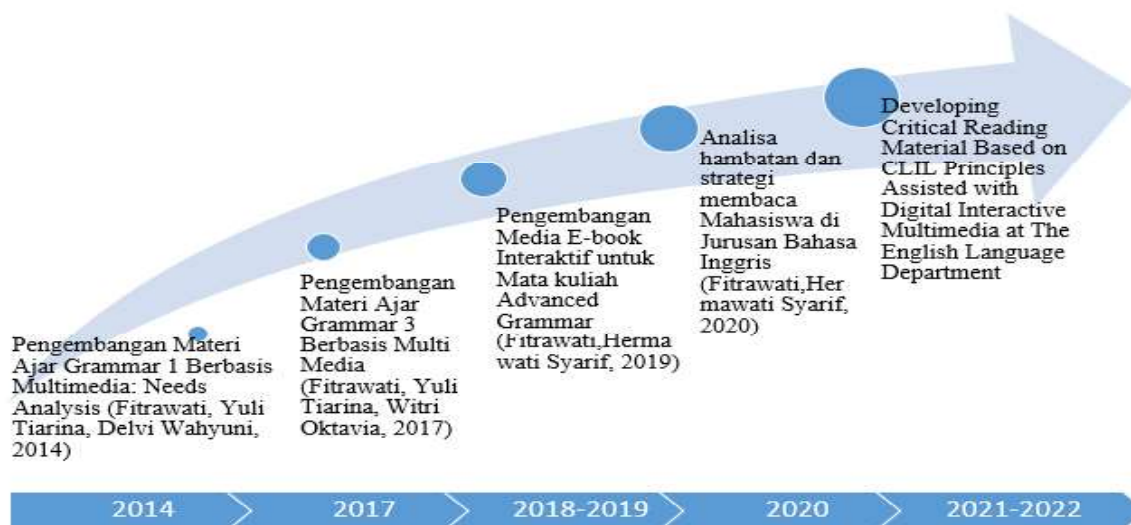 Pengembangan Materi
Ajar Grammar 1 Berbasis
Multimedia: Needs
Analysis (Fitrawati, Yuli
Tiarina, Delvi Wahyuni,
2014)
Pengembangan
Materi Ajar
Grammar 3
Berbasis Multi
Media
(Fitrawati, Yuli
Tiarina, Witri
Oktavia, 2017)
Pengembangan
Media E-book
Interaktif untuk
Mata kuliah
Advanced
Grammar
(Fitrawati,Herma
wati Syarif, 2019)
Analisa
hambatan dan
strategi
membaca
Mahasiswa di
Jurusan Bahasa
Inggris
(Fitrawati,Her
mawati Syarif,
2020)
Developing
Critical Reading
Material Based on
CLIL Principles
Assisted with
Digital Interactive
Multimedia at The
English Language
Department
2014
2017
2018-2019
2020
2021-2022